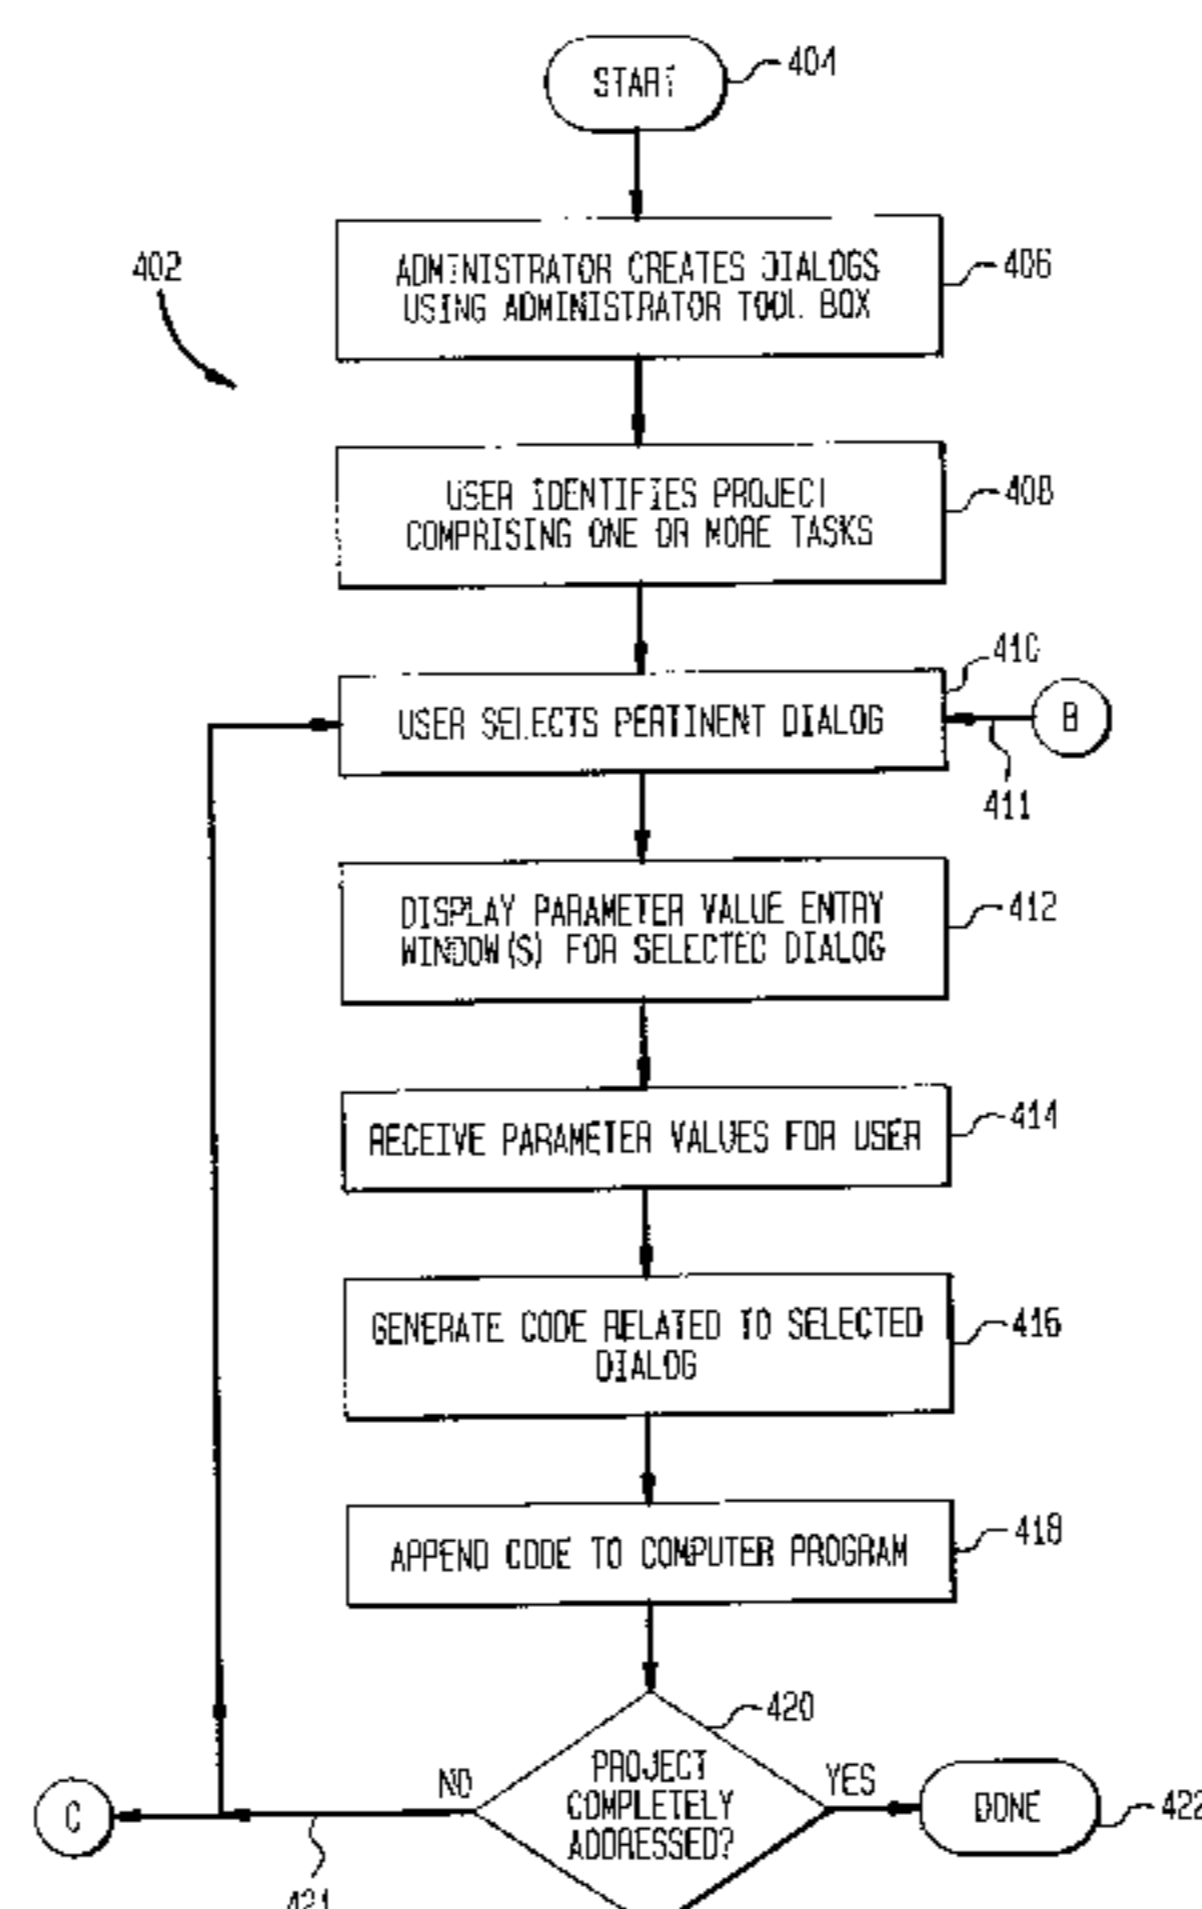 START
404
402
ADMINISTRATOR CREATES DIALOGS
USING ADMINISTRATOR TOOL BOX
406
USER IDENTIFIES PROJECT
COMPRISING ONE OR MORE TASKS
408
410
USER SELECTS PERTINENT DIALOG
B
411
DISPLAY PARAMETER VALUE ENTRY
WINDOW(S) FOR SELECTED DIALOG
412
RECEIVE PARAMETER VALUES FOR USER
414
GENERATE CODE RELATED TO SELECTED
DIALOG
416
APPEND CODE TO COMPUTER PROGRAM
418
420
PROJECT
COMPLETELY
ADDRESSED?
NO
YES
C
DONE
422
421